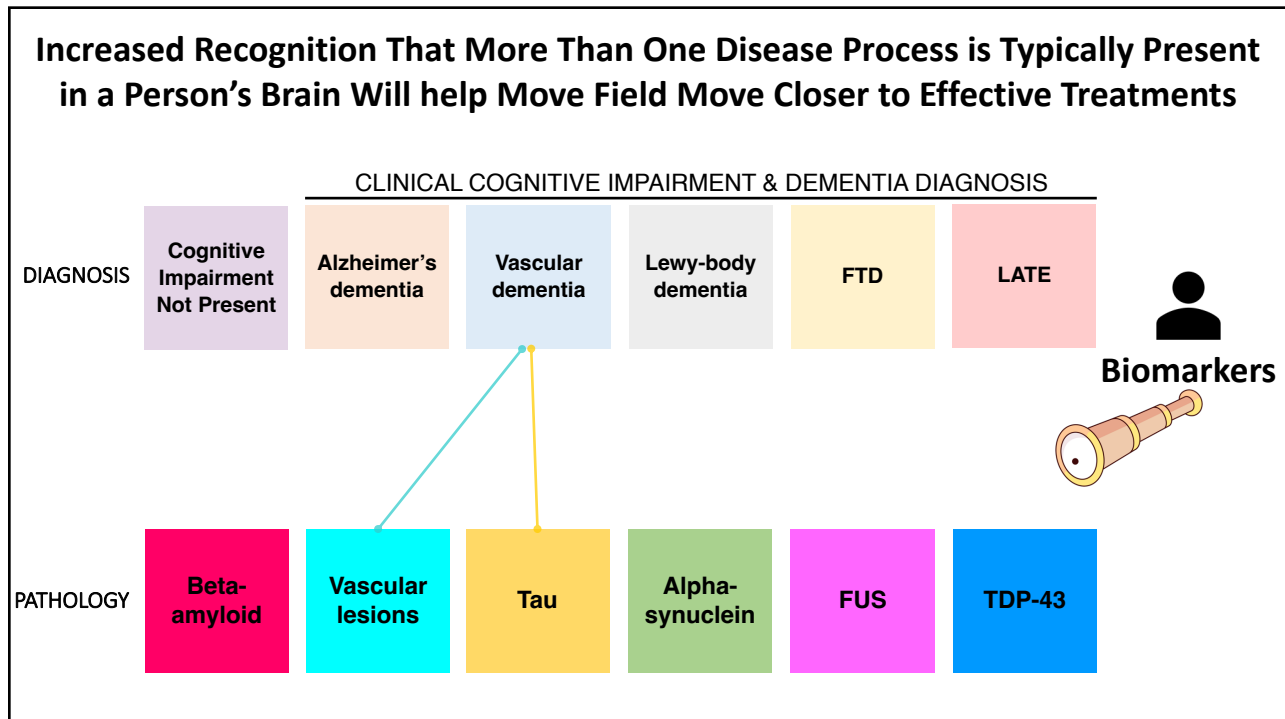 Increased Recognition That More Than One Disease Process is Typically Present
in a Person's Brain Will help Move Field Move Closer to Effective Treatments
CLINICAL COGNITIVE IMPAIRMENT & DEMENTIA DIAGNOSIS
DIAGNOSIS
Cognitive
Impairment
Not Present
Alzheimer's
dementia
Vascular
dementia
Lewy-body
dementia
FTD
LATE
Biomarkers
PATHOLOGY
Beta-
amyloid
Vascular
lesions
Tau
Alpha-
synuclein
FUS
TDP-43